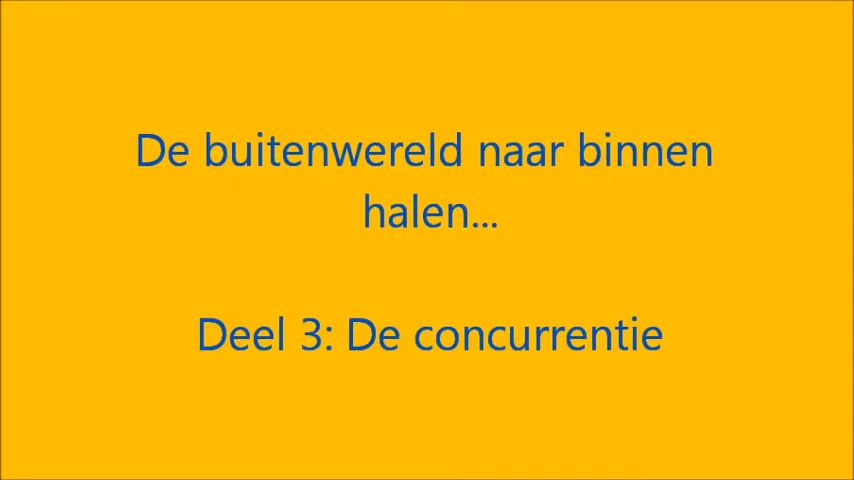 De buitenwereld naar binnen
halen...
Deel 3: De concurrentie